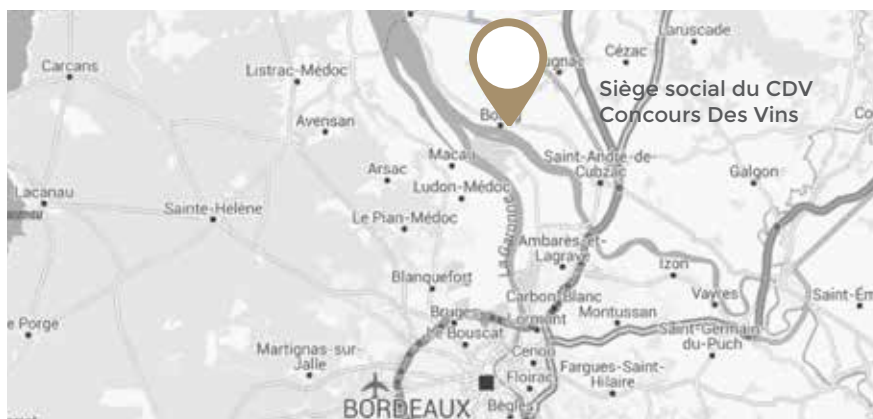 Laruscade
Cézac
ugnac
Carcans
Listrac-Médoc
Siège social du CDV
Concours Des Vins
Bourg
Avensan
Macau
Saint-André-de-
Cubzac
Arsac
Galgon
Ludon-Médoc
Lacanau
Sainte-Hélène
Le Pian-Médoc
La Garonne
Ambarès-et-
Lagrave
Izon
Blanquefort
Carbon Blanc
Vayres
Saint-Ém
Bruges
Lormont
Montussan
e Porge
Le Bouscat
Saint-Germain
du-Puch
Martignas-sur-
Jalle
Cenon
Fargues-Saint-
Hilaire
Floirac
BORDEAUX
Bègles